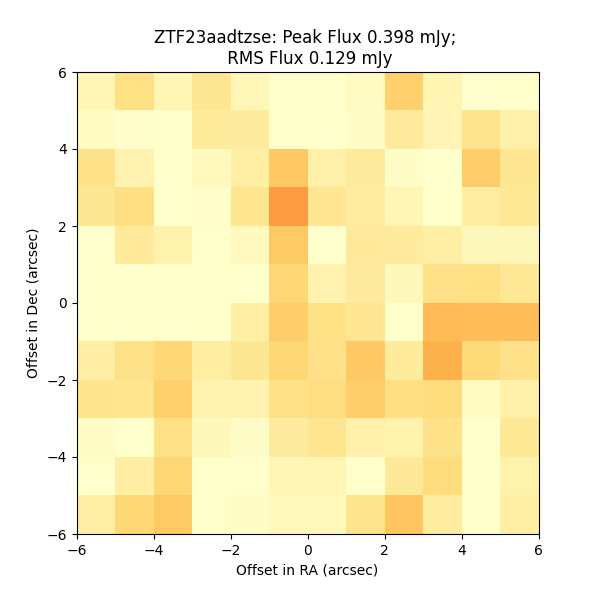 ZTF23aadtzse: Peak Flux 0.398 mJy;
RMS Flux 0.129 mJy
6
4
2
0
−2
−4
−6
Offset in Dec (arcsec)
−6 −4 −2 0 2 4 6
Offset in RA (arcsec)